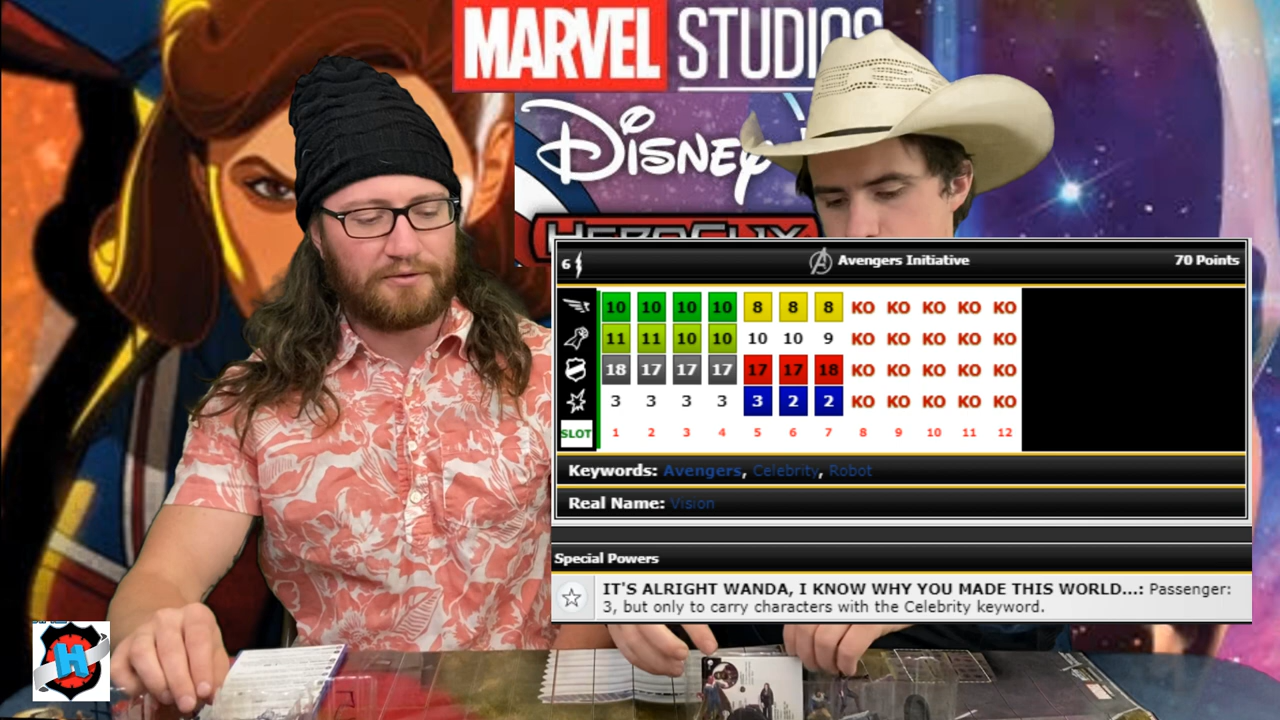 MARVEL STUDIOS
DISNEY
HEROCLIX
6 Avengers Initiative 70 Points
10 10 10 10 8 8 8 KO KO KO KO KO
11 11 10 10 10 10 9 KO KO KO KO KO
18 17 17 17 17 17 18 KO KO KO KO KO
3 3 3 3 3 2 2 KO KO KO KO KO
SLOT 1 2 3 4 5 6 7 8 9 10 11 12
Keywords: Avengers, Celebrity, Robot
Real Name: Vision
Special Powers
IT'S ALRIGHT WANDA, I KNOW WHY YOU MADE THIS WORLD...: Passenger:
3, but only to carry characters with the Celebrity keyword.
H